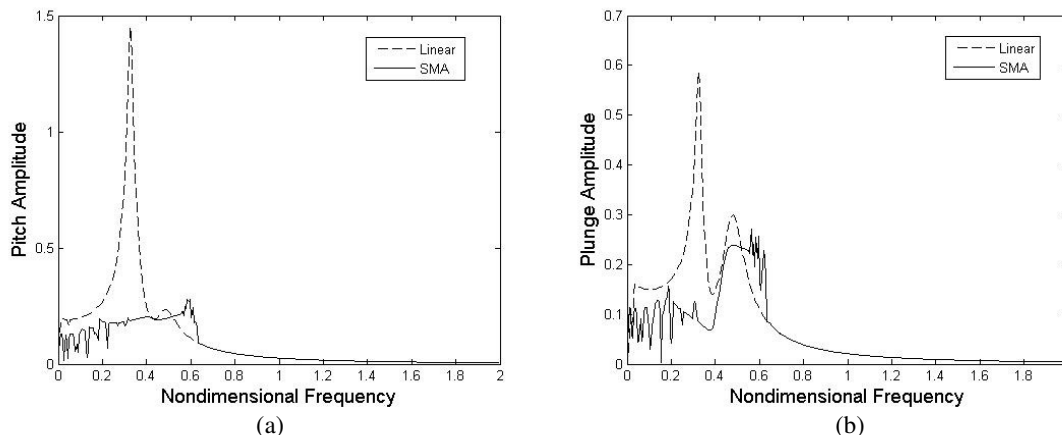 1.5
1
0.5
0
Pitch Amplitude
Linear
SMA
0 0.2 0.4 0.6 0.8 1 1.2 1.4 1.6 1.8 2
Nondimensional Frequency
(a)
0.7
0.6
0.5
0.4
0.3
0.2
0.1
0
Plunge Amplitude
Linear
SMA
0 0.2 0.4 0.6 0.8 1 1.2 1.4 1.6 1.8
Nondimensional Frequency
(b)